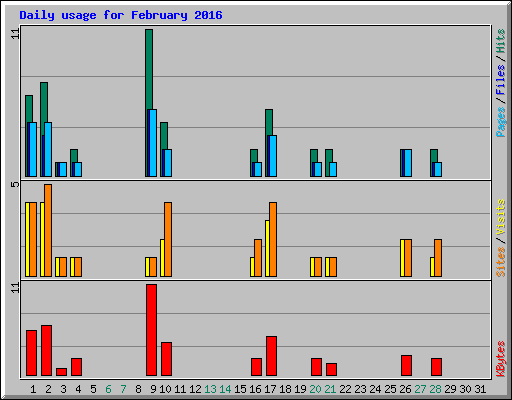 Daily usage for February 2016
11
Pages / Files / Hits
5
Sites / Visits
11
KBytes
1 2 3 4 5 6 7 8 9 10 11 12 13 14 15 16 17 18 19 20 21 22 23 24 25 26 27 28 29 30 31